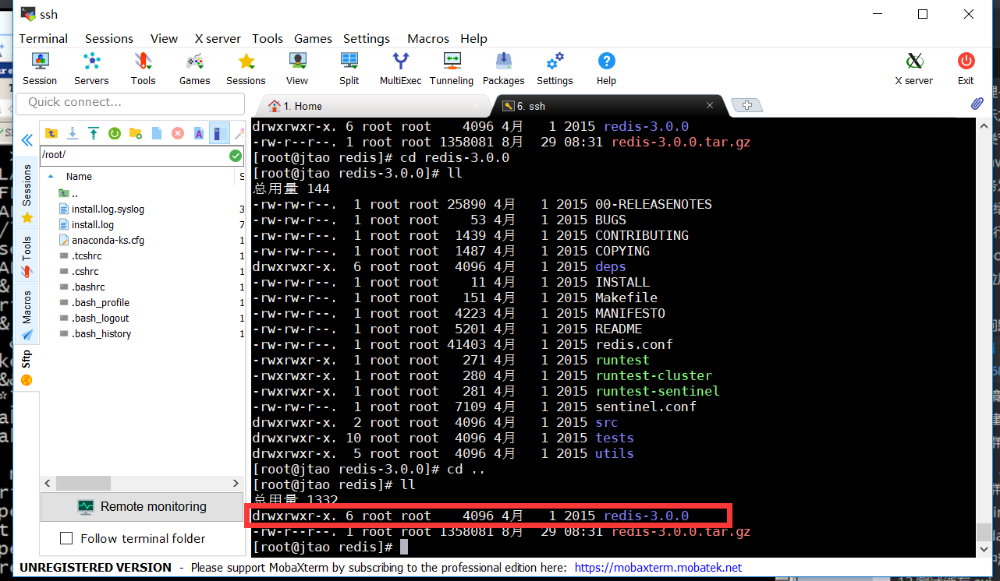 ssh
Terminal Sessions View X server Tools Games Settings Macros Help
Session Servers Tools Games Sessions View Split MultiExec Tunneling Packages Settings Help X server Exit
Quick connect...
1. Home
6. ssh
/root/
Name
..
install.log.syslog
install.log
anaconda-ks.cfg
.tcshrc
.cshrc
.bashrc
.bash_profile
.bash_logout
.bash_history
Sessions
Tools
Macros
Sftp
Remote monitoring
Follow terminal folder
drwxrwxr-x. 6 root root    4096 4月   1 2015 redis-3.0.0
-rw-r--r--. 1 root root 1358081 8月  29 08:31 redis-3.0.0.tar.gz
[root@jtao redis]# cd redis-3.0.0
[root@jtao redis-3.0.0]# ll
总用量 144
-rw-rw-r--.  1 root root 25890 4月   1 2015 00-RELEASENOTES
-rw-rw-r--.  1 root root    53 4月   1 2015 BUGS
-rw-rw-r--.  1 root root  1439 4月   1 2015 CONTRIBUTING
-rw-rw-r--.  1 root root  1487 4月   1 2015 COPYING
drwxrwxr-x.  6 root root  4096 4月   1 2015 deps
-rw-rw-r--.  1 root root    11 4月   1 2015 INSTALL
-rw-rw-r--.  1 root root   151 4月   1 2015 Makefile
-rw-rw-r--.  1 root root  4223 4月   1 2015 MANIFESTO
-rw-rw-r--.  1 root root  5201 4月   1 2015 README
-rw-rw-r--.  1 root root 41403 4月   1 2015 redis.conf
-rwxrwxr-x.  1 root root   271 4月   1 2015 runtest
-rwxrwxr-x.  1 root root   280 4月   1 2015 runtest-cluster
-rwxrwxr-x.  1 root root   281 4月   1 2015 runtest-sentinel
-rw-rw-r--.  1 root root  7109 4月   1 2015 sentinel.conf
drwxrwxr-x.  2 root root  4096 4月   1 2015 src
drwxrwxr-x. 10 root root  4096 4月   1 2015 tests
drwxrwxr-x.  5 root root  4096 4月   1 2015 utils
[root@jtao redis-3.0.0]# cd ..
[root@jtao redis]# ll
总用量 1332
drwxrwxr-x. 6 root root    4096 4月   1 2015 redis-3.0.0
-rw-r--r--. 1 root root 1358081 8月  29 08:31 redis-3.0.0.tar.gz
[root@jtao redis]#
UNREGISTERED VERSION - Please support MobaXterm by subscribing to the professional edition here: https://mobaxterm.mobatek.net